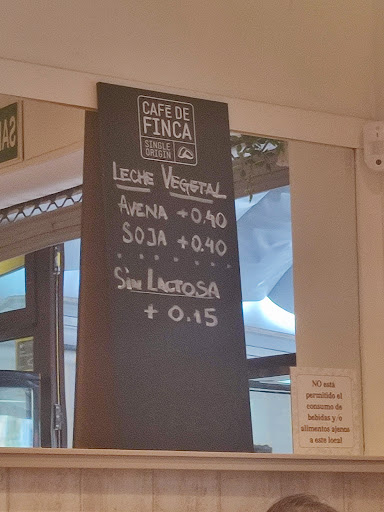 CAFÉ DE
FINCA
SINGLE
ORIGIN
LECHE VEGETAL
AVENA +0.40
SOJA +0.40
SIN LACTOSA
+ 0.15
NO está
permitido el
consumo de
bebidas y/o
alimentos ajenos
a este local